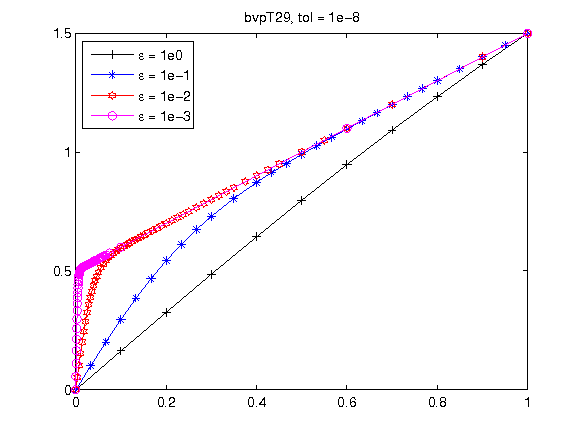 bvpT29, tol = 1e-8
1.5
ε = 1e0
ε = 1e-1
ε = 1e-2
ε = 1e-3
1
0.5
0
0 0.2 0.4 0.6 0.8 1